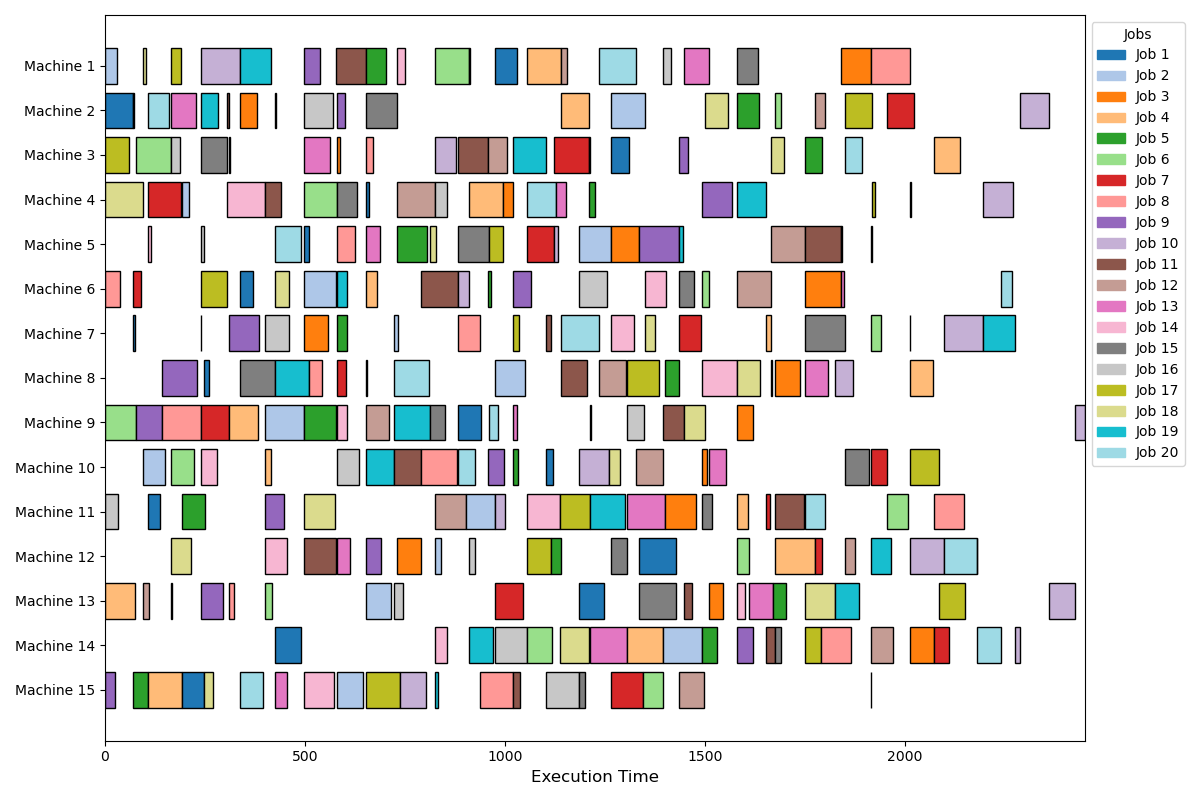 Machine 1
Machine 2
Machine 3
Machine 4
Machine 5
Machine 6
Machine 7
Machine 8
Machine 9
Machine 10
Machine 11
Machine 12
Machine 13
Machine 14
Machine 15
0 500 1000 1500 2000
Execution Time
Jobs
Job 1
Job 2
Job 3
Job 4
Job 5
Job 6
Job 7
Job 8
Job 9
Job 10
Job 11
Job 12
Job 13
Job 14
Job 15
Job 16
Job 17
Job 18
Job 19
Job 20